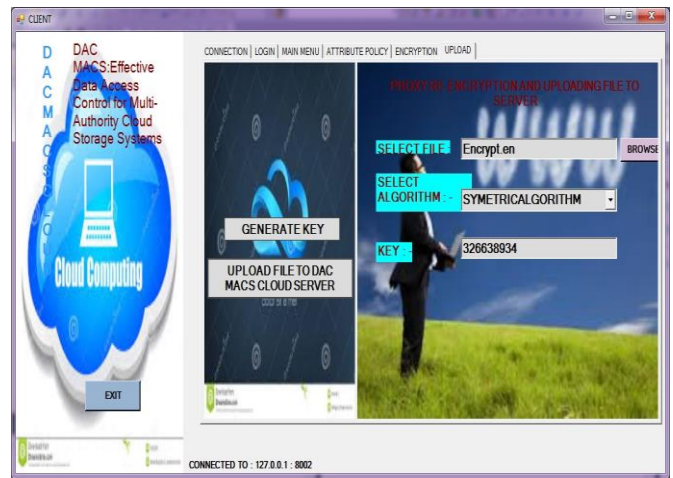 CLIENT
DAC
MACS:Effective
Data Access
Control for Multi-
Authority Cloud
Storage Systems
D
A
C
M
A
C
S
C
L
O
Cloud Computing
EXIT
CONNECTION | LOGIN | MAIN MENU | ATTRIBUTE POLICY | ENCRYPTION | UPLOAD
GENERATE KEY
UPLOAD FILE TO DAC
MACS CLOUD SERVER
PROXY RE-ENCRYPTION AND UPLOADING FILE TO
SERVER
WWW
SELECT FILE -
Encrypt.en
BROWSE
SELECT
ALGORITHM : -
SYMETRICALGORITHM
KEY : -
326638934
CONNECTED TO : 127.0.0.1 : 8002